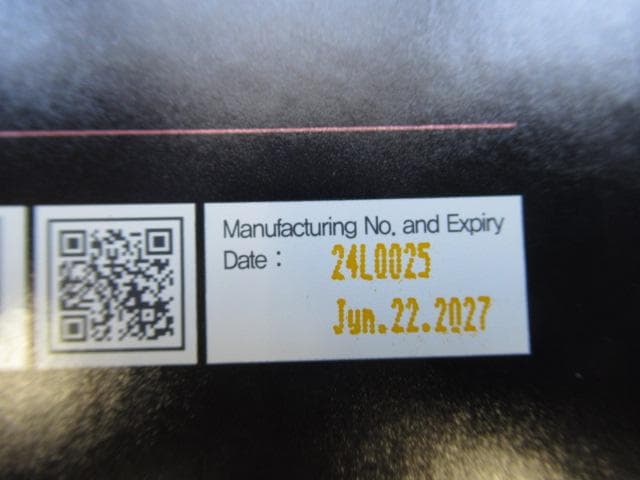 Manufacturing No. and Expiry
Date : 24L0025
Jun.22.2027